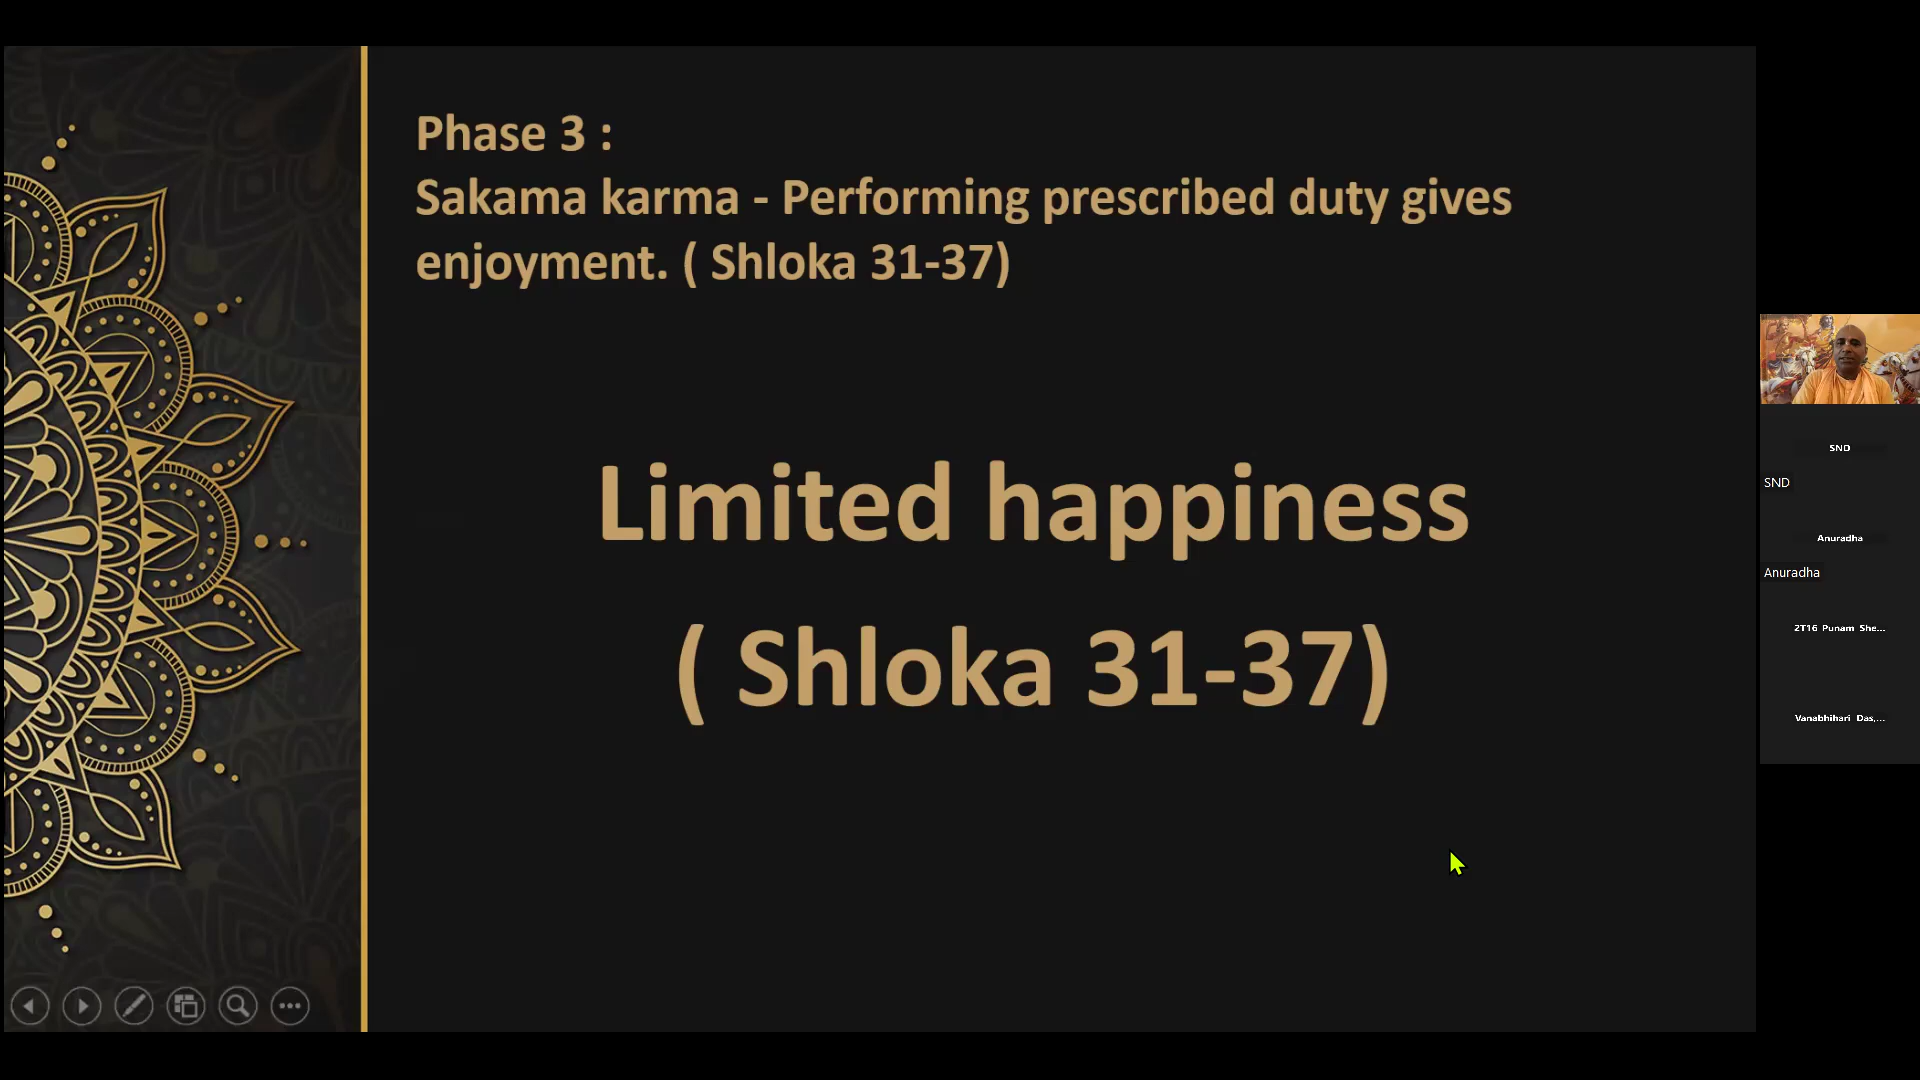 Phase 3 :
Sakama karma - Performing prescribed duty gives
enjoyment. ( Shloka 31-37)
Limited happiness
( Shloka 31-37)
SND
SND
Anuradha
Anuradha
2T16 Punam She...
Vanabhihari Das,...